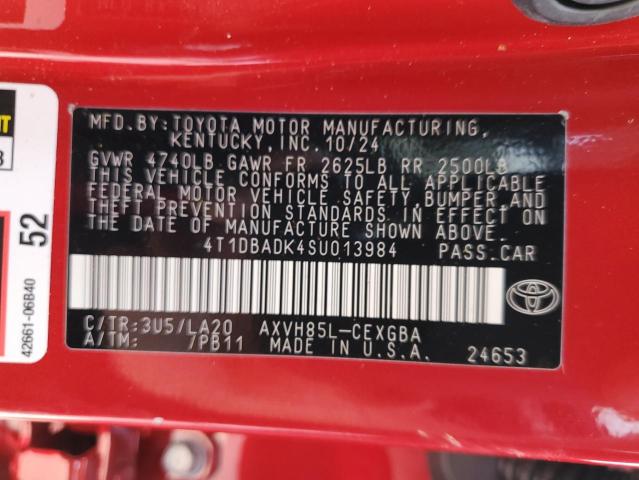 MFD.BY:TOYOTA MOTOR MANUFACTURING,
KENTUCKY, INC. 10/24
GVWR 4740LB GAWR FR 2625LB RR 2500LB
THIS VEHICLE CONFORMS TO ALL APPLICABLE
FEDERAL MOTOR VEHICLE SAFETY, BUMPER, AND
THEFT PREVENTION STANDARDS IN EFFECT ON
THE DATE OF MANUFACTURE SHOWN ABOVE.
4T1DBADK4SU013984 PASS.CAR
C/TR:3U5/LA20 AXVH85L-CEXGBA
A/TM: 7PB11 MADE IN U.S.A. 24653
52
42661-06B40